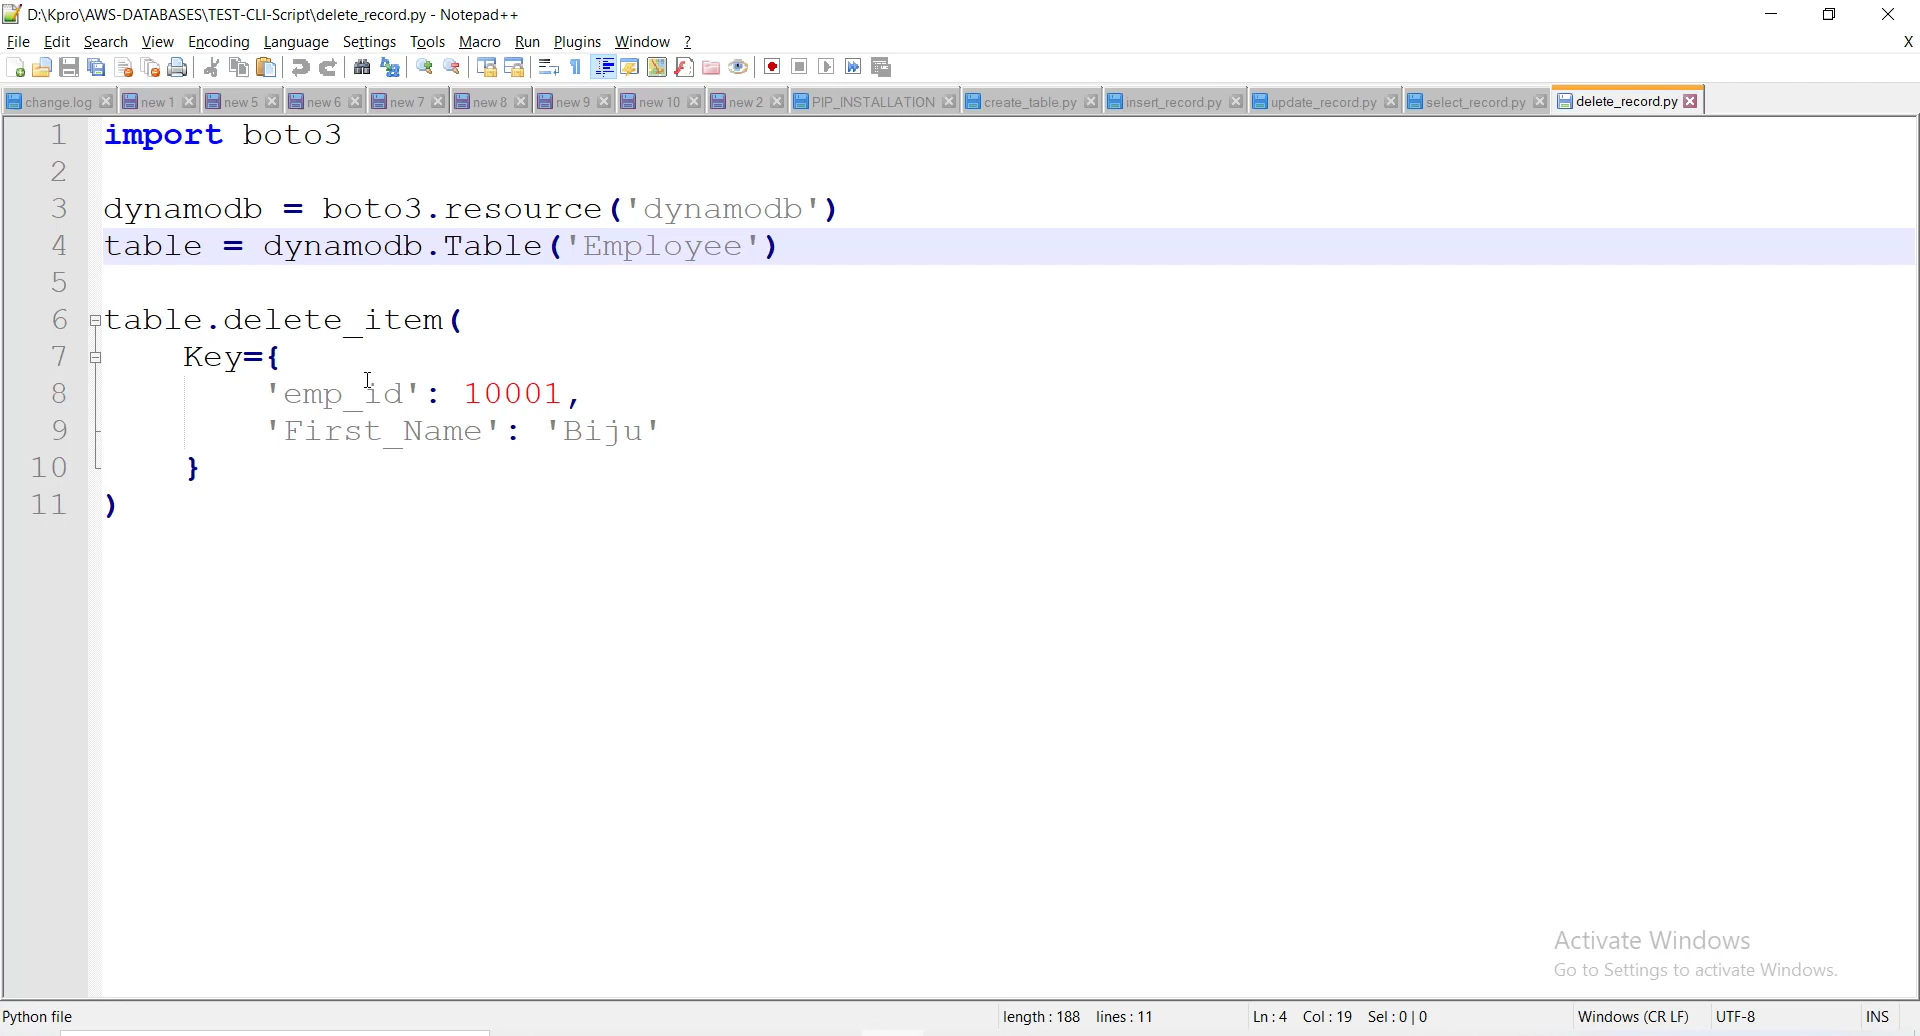 D:\Kpro\AWS-DATABASES\TEST-CLI-Script\delete_record.py - Notepad++
File Edit Search View Encoding Language Settings Tools Macro Run Plugins Window ? X
change.log new 1 new 5 new 6 new 7 new 8 new 9 new 10 new 2 PIP_INSTALLATION create_table.py insert_record.py update_record.py select_record.py delete_record.py
1 import boto3
2
3 dynamodb = boto3.resource('dynamodb')
4 table = dynamodb.Table('Employee')
5
6 table.delete_item(
7 Key={
8 'emp_id': 10001,
9 'First_Name': 'Biju'
10 }
11 )
Activate Windows
Go to Settings to activate Windows.
Python file length : 188 lines : 11 Ln : 4 Col : 19 Sel : 0 | 0 Windows (CR LF) UTF-8 INS